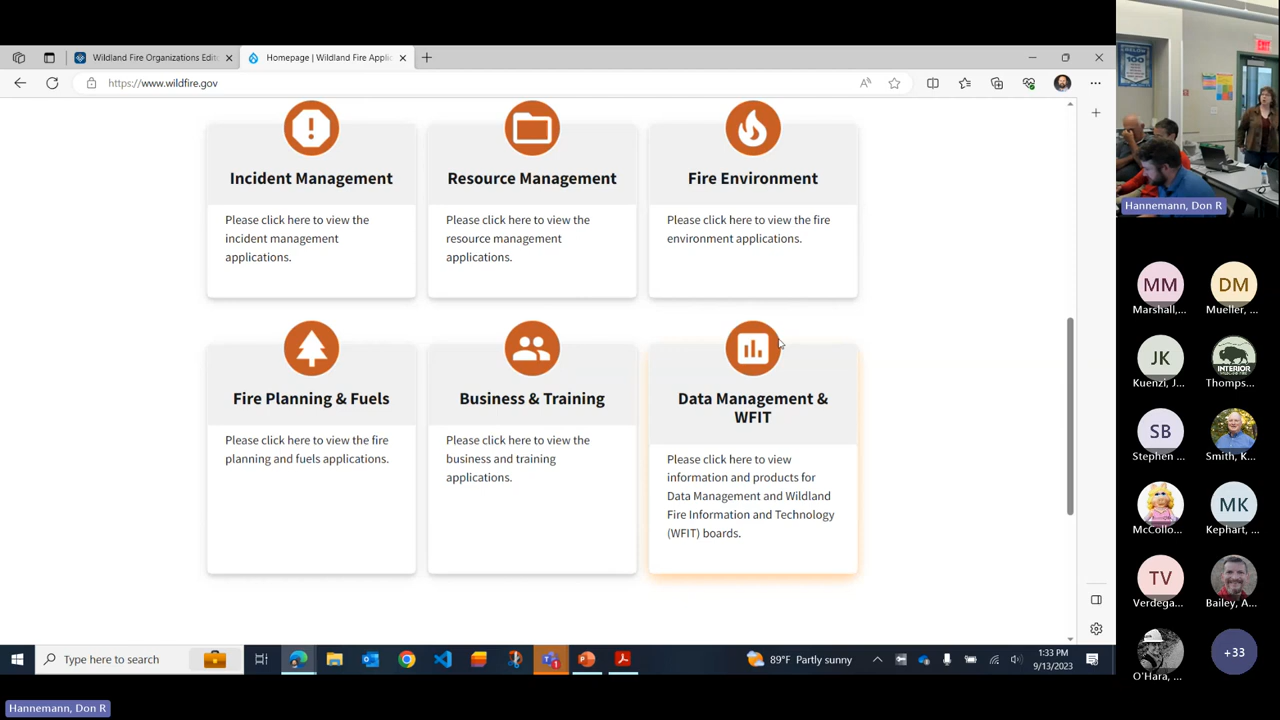 Wildland Fire Organizations Edit
Homepage | Wildland Fire Applic
https://www.wildfire.gov
Incident Management
Please click here to view the
incident management
applications.
Resource Management
Please click here to view the
resource management
applications.
Fire Environment
Please click here to view the fire
environment applications.
Fire Planning & Fuels
Please click here to view the fire
planning and fuels applications.
Business & Training
Please click here to view the
business and training
applications.
Data Management &
WFIT
Please click here to view
information and products for
Data Management and Wildland
Fire Information and Technology
(WFIT) boards.
Type here to search
89°F Partly sunny
1:33 PM
9/13/2023
Hannemann, Don R
EXIT
100
Hannemann, Don R
MM
Marshall,...
DM
Mueller, ...
JK
Kuenzi, J...
INTERIOR
Thomps...
SB
Stephen ...
Smith, K...
McCollo...
MK
Kephart, ...
TV
Verdega...
Bailey, A...
O'Hara, ...
+33